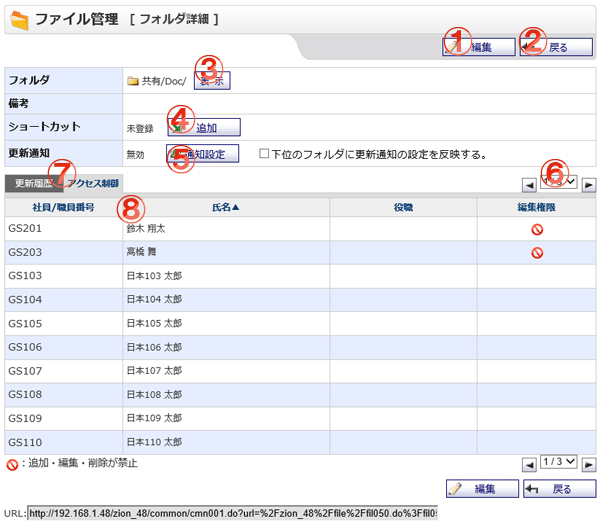 ファイル管理 [ フォルダ詳細 ]
① 編集 ② 戻る
フォルダ 共有/Doc/ ③ 表示
備考
ショートカット 未登録 ④ 追加
更新通知 無効 ⑤ 通知設定 下位のフォルダに更新通知の設定を反映する。
更新履歴 ⑦ アクセス制御 ⑥ 1 / 3
社員/職員番号 ⑧ 氏名▲ 役職 編集権限
GS201 鈴木 翔太
GS203 高橋 舞
GS103 日本103 太郎
GS104 日本104 太郎
GS105 日本105 太郎
GS106 日本106 太郎
GS107 日本107 太郎
GS108 日本108 太郎
GS109 日本109 太郎
GS110 日本110 太郎
：追加・編集・削除が禁止 1 / 3
編集 戻る
URL: http://192.168.1.48/zion_48/common/cmn001.do?url=%2Fzion_48%2Ffile%2Ffil050.do%3Ffil0